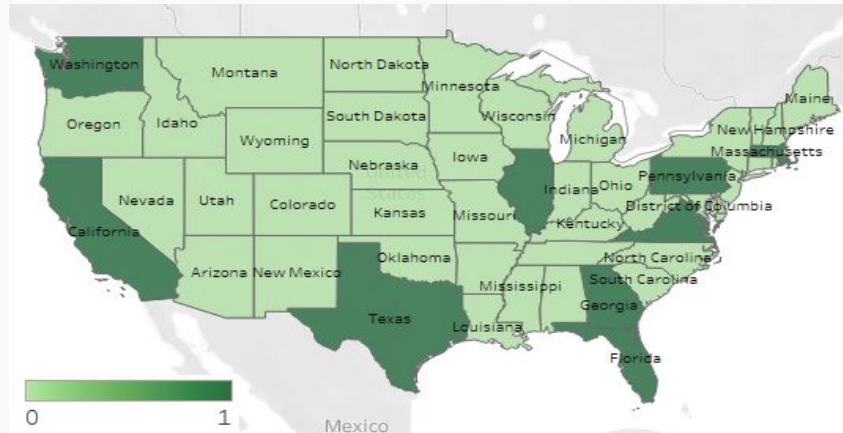 Washington
Montana
North Dakota
Minnesota
Maine
Oregon
Idaho
South Dakota
Wisconsin
Michigan
New Hampshire
Massachusetts
Wyoming
Nebraska
Iowa
Pennsylvania
United
States
Nevada
Utah
Colorado
Kansas
Missouri
Indiana
Ohio
District of Columbia
California
Kentucky
Arizona
New Mexico
Oklahoma
North Carolina
South Carolina
Mississippi
Georgia
Texas
Louisiana
Florida
0 1
Mexico